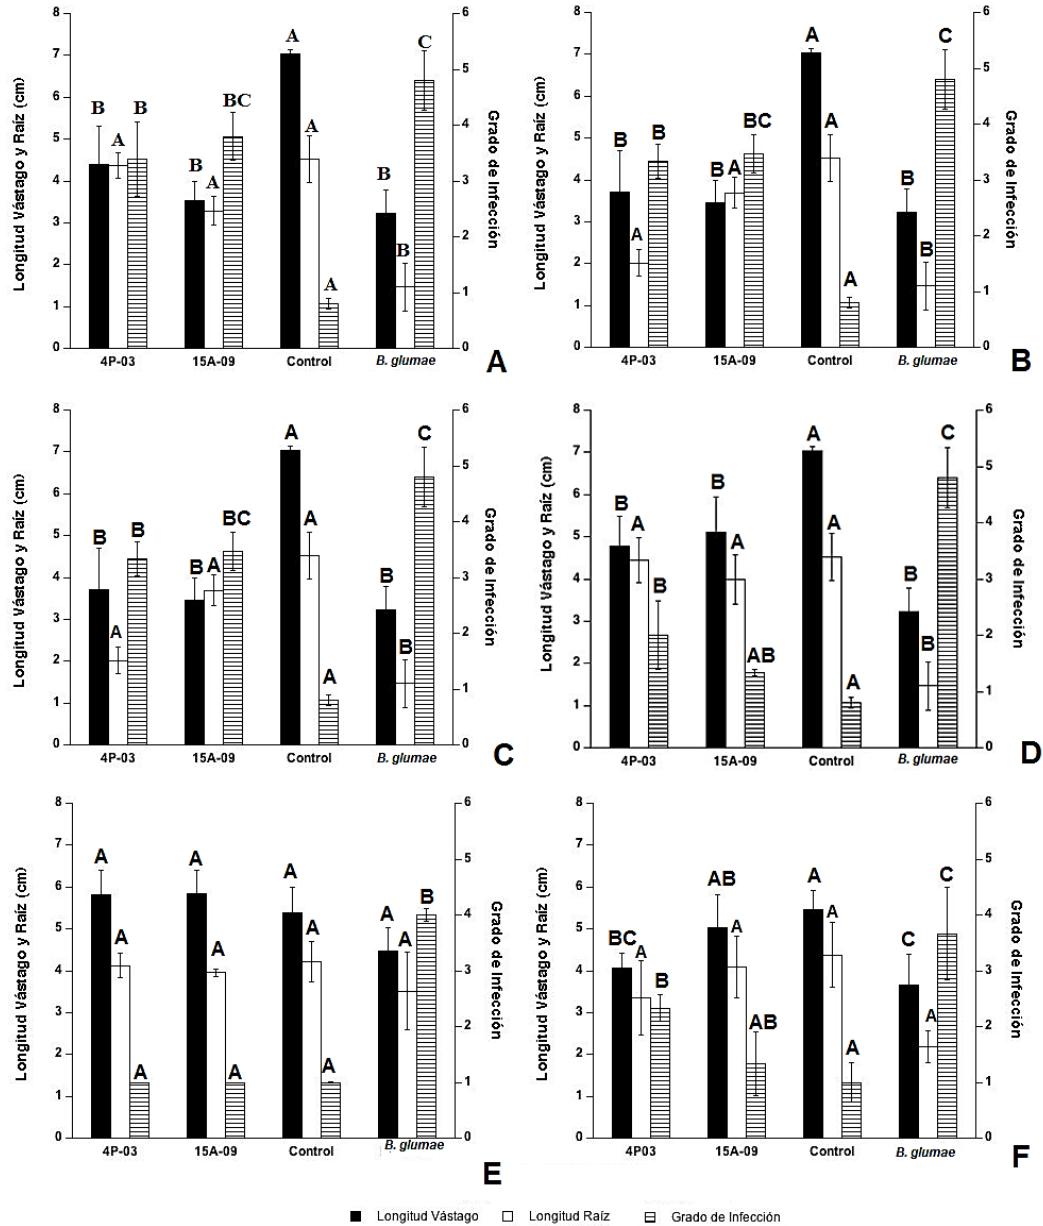 Longitud Vástago y Raíz (cm)
8
7
6
5
4
3
2
1
0
B
A
B
B
A
BC
A
A
A
B
B
C
6
5
4
3
2
1
0
Grado de Infección
4P-03 15A-09 Control B. glumae
A
Longitud Vástago y Raíz (cm)
8
7
6
5
4
3
2
1
0
B
A
B
B
A
BC
A
A
A
B
B
C
6
5
4
3
2
1
0
Grado de Infección
4P-03 15A-09 Control B. glumae
B
Longitud Vástago y Raíz (cm)
8
7
6
5
4
3
2
1
0
B
A
B
B
A
BC
A
A
A
B
B
C
6
5
4
3
2
1
0
Grado de Infección
4P-03 15A-09 Control B. glumae
C
Longitud Vástago y Raíz (cm)
8
7
6
5
4
3
2
1
0
B
A
B
B
A
AB
A
A
A
B
B
C
6
5
4
3
2
1
0
Grado de Infección
4P-03 15A-09 Control B. glumae
D
Longitud Vástago y Raíz (cm)
8
7
6
5
4
3
2
1
0
A
A
A
A
A
A
A
A
A
A
A
B
6
5
4
3
2
1
0
Grado de Infección
4P-03 15A-09 Control B. glumae
E
Longitud Vástago y Raíz (cm)
8
7
6
5
4
3
2
1
0
BC
A
B
AB
A
AB
A
A
A
C
A
C
6
5
4
3
2
1
0
Grado de Infección
4P03 15A-09 Control B. glumae
F
Longitud Vástago Longitud Raíz Grado de Infección